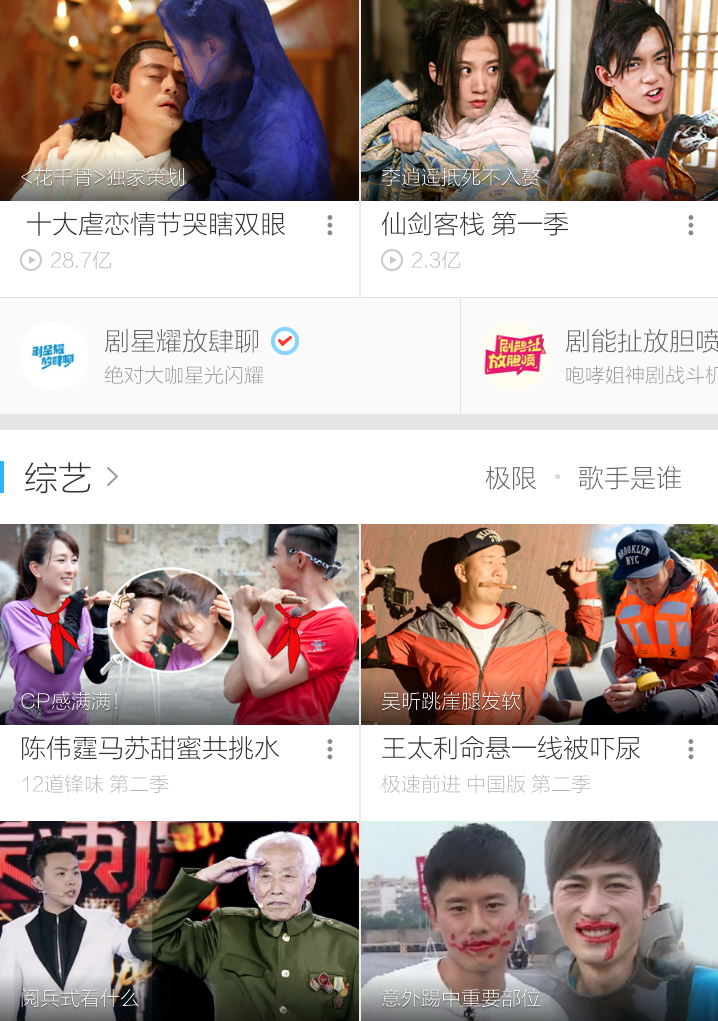 <花千骨>独家策划
李逍遥抵死不入赘
十大虐恋情节哭瞎双眼
仙剑客栈 第一季
28.7亿
2.3亿
剧星耀放肆聊
剧星耀
放肆聊
绝对大咖星光闪耀
剧能扯放胆喷
剧能扯
放胆喷
咆哮姐神剧战斗机
综艺
极限
歌手是谁
BROOKLYN
NYC
CP感满满!
吴昕跳崖腿发软
陈伟霆马苏甜蜜共挑水
王太利命悬一线被吓尿
12道锋味 第二季
极速前进 中国版 第二季
阅兵式看什么
意外踢中重要部位